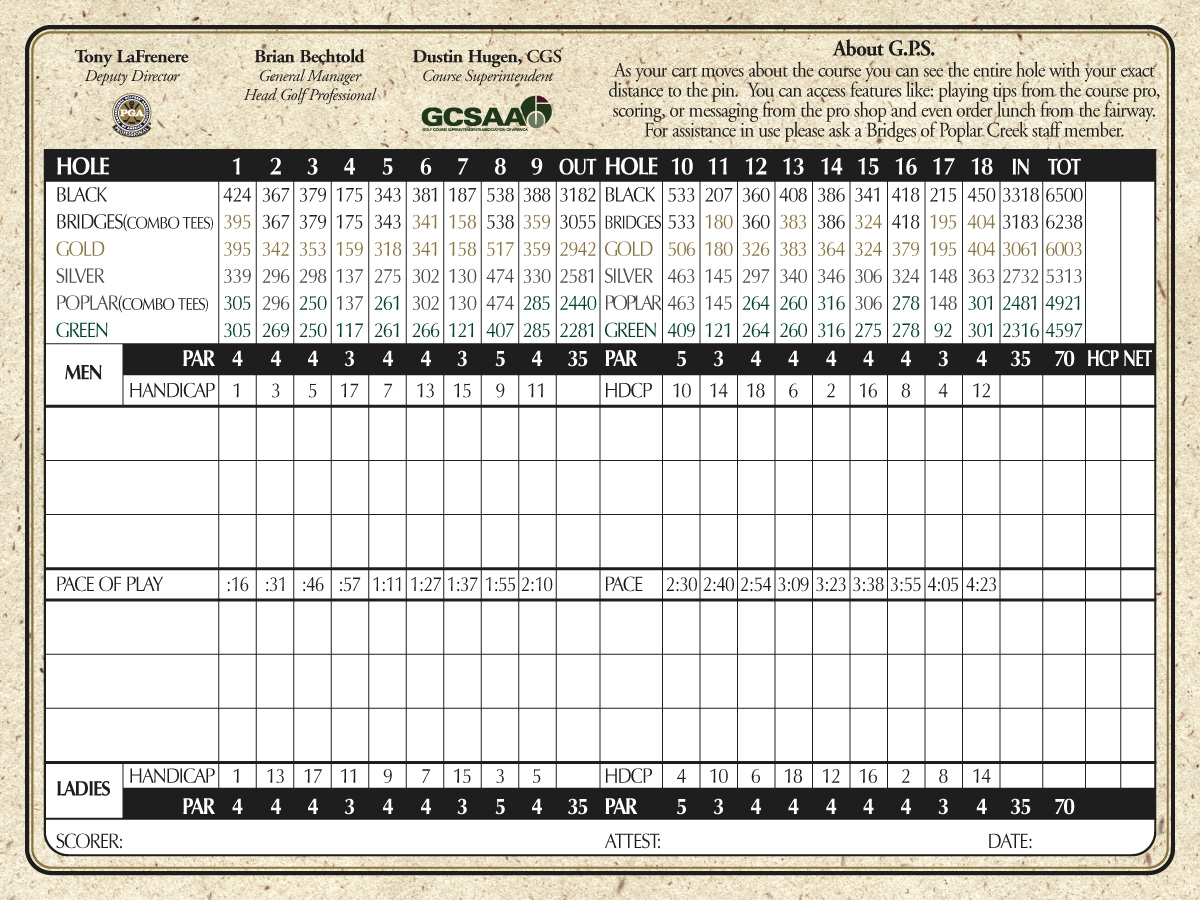 Tony LaFrenere
Deputy Director
Brian Bechtold
General Manager
Head Golf Professional
Dustin Hugen, CGS
Course Superintendent
PGA
GCSAA
GOLF COURSE SUPERINTENDENTS ASSOCIATION OF AMERICA
About G.P.S.
As your cart moves about the course you can see the entire hole with your exact
distance to the pin. You can access features like: playing tips from the course pro,
scoring, or messaging from the pro shop and even order lunch from the fairway.
For assistance in use please ask a Bridges of Poplar Creek staff member.
HOLE 1 2 3 4 5 6 7 8 9 OUT HOLE 10 11 12 13 14 15 16 17 18 IN TOT
BLACK 424 367 379 175 343 381 187 538 388 3182 BLACK 533 207 360 408 386 341 418 215 450 3318 6500
BRIDGES(COMBO TEES) 395 367 379 175 343 341 158 538 359 3055 BRIDGES 533 180 360 383 386 324 418 195 404 3183 6238
GOLD 395 342 353 159 318 341 158 517 359 2942 GOLD 506 180 326 383 364 324 379 195 404 3061 6003
SILVER 339 296 298 137 275 302 130 474 330 2581 SILVER 463 145 297 340 346 306 324 148 363 2732 5313
POPLAR(COMBO TEES) 305 296 250 137 261 302 130 474 285 2440 POPLAR 463 145 264 260 316 306 278 148 301 2481 4921
GREEN 305 269 250 117 261 266 121 407 285 2281 GREEN 409 121 264 260 316 275 278 92 301 2316 4597
MEN
PAR 4 4 4 3 4 4 3 5 4 35 PAR 5 3 4 4 4 4 4 3 4 35 70 HCP NET
HANDICAP 1 3 5 17 7 13 15 9 11 HDCP 10 14 18 6 2 16 8 4 12
PACE OF PLAY :16 :31 :46 :57 1:11 1:27 1:37 1:55 2:10 PACE 2:30 2:40 2:54 3:09 3:23 3:38 3:55 4:05 4:23
LADIES
HANDICAP 1 13 17 11 9 7 15 3 5 HDCP 4 10 6 18 12 16 2 8 14
PAR 4 4 4 3 4 4 3 5 4 35 PAR 5 3 4 4 4 4 4 3 4 35 70
SCORER: ATTEST: DATE: